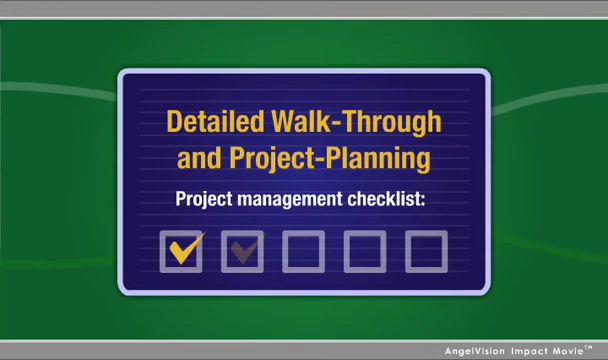 Detailed Walk-Through
and Project-Planning
Project management checklist:
AngelVision Impact Movie™